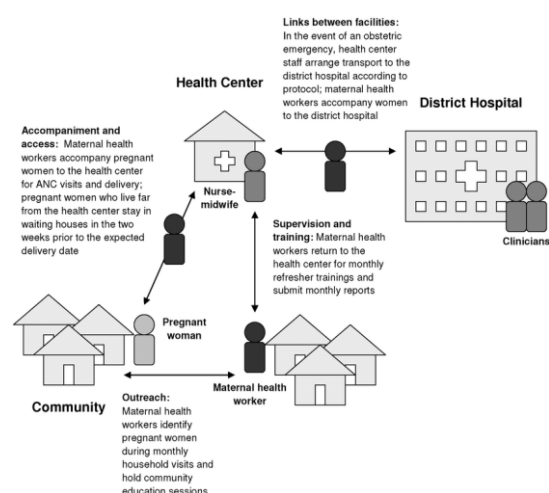 Links between facilities:
In the event of an obstetric
emergency, health center
staff arrange transport to the
district hospital according to
protocol; maternal health
workers accompany women
to the district hospital
Health Center
District Hospital
Accompaniment and
access: Maternal health
workers accompany pregnant
women to the health center
for ANC visits and delivery;
pregnant women who live far
from the health center stay in
waiting houses in the two
weeks prior to the expected
delivery date
Nurse-
midwife
Clinicians
Supervision and
training: Maternal health
workers return to the
health center for monthly
refresher trainings and
submit monthly reports
Pregnant
woman
Maternal health
worker
Community
Outreach:
Maternal health
workers identify
pregnant women
during monthly
household visits and
hold community
education sessions